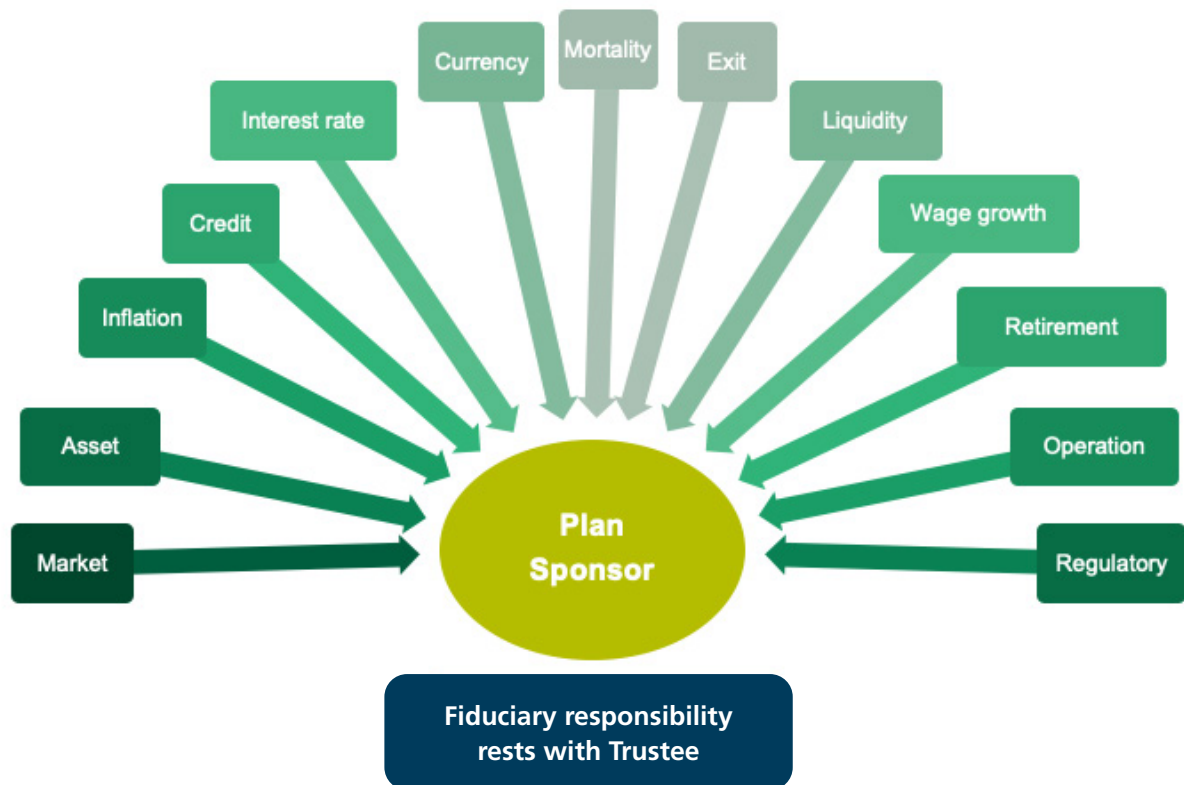 Mortality
Exit
Currency
Liquidity
Interest rate
Wage growth
Credit
Inflation
Retirement
Asset
Operation
Market
Regulatory
Plan
Sponsor
Fiduciary responsibility
rests with Trustee